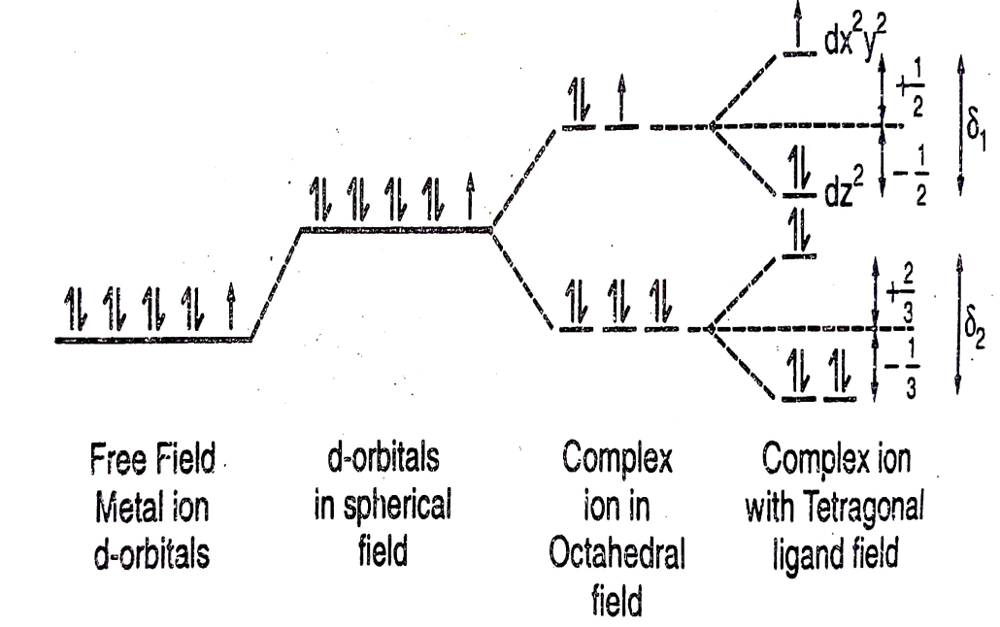 dx²y²
+1/2
δ₁
-1/2
dz²
+2/3
δ₂
-1/3
Free Field
Metal ion
d-orbitals
d-orbitals
in spherical
field
Complex
ion in
Octahedral
field
Complex ion
with Tetragonal
ligand field